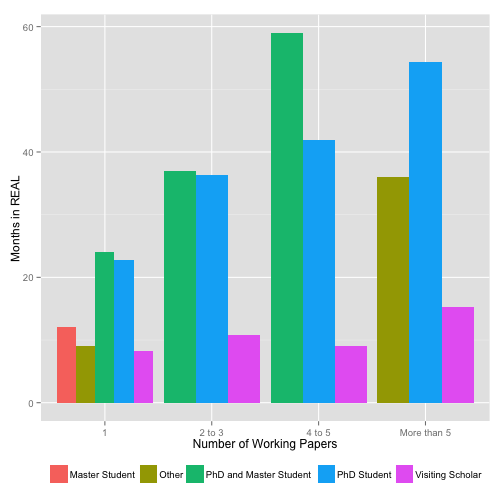 60
40
20
0
Months in REAL
1 2 to 3 4 to 5 More than 5
Number of Working Papers
Master Student Other PhD and Master Student PhD Student Visiting Scholar